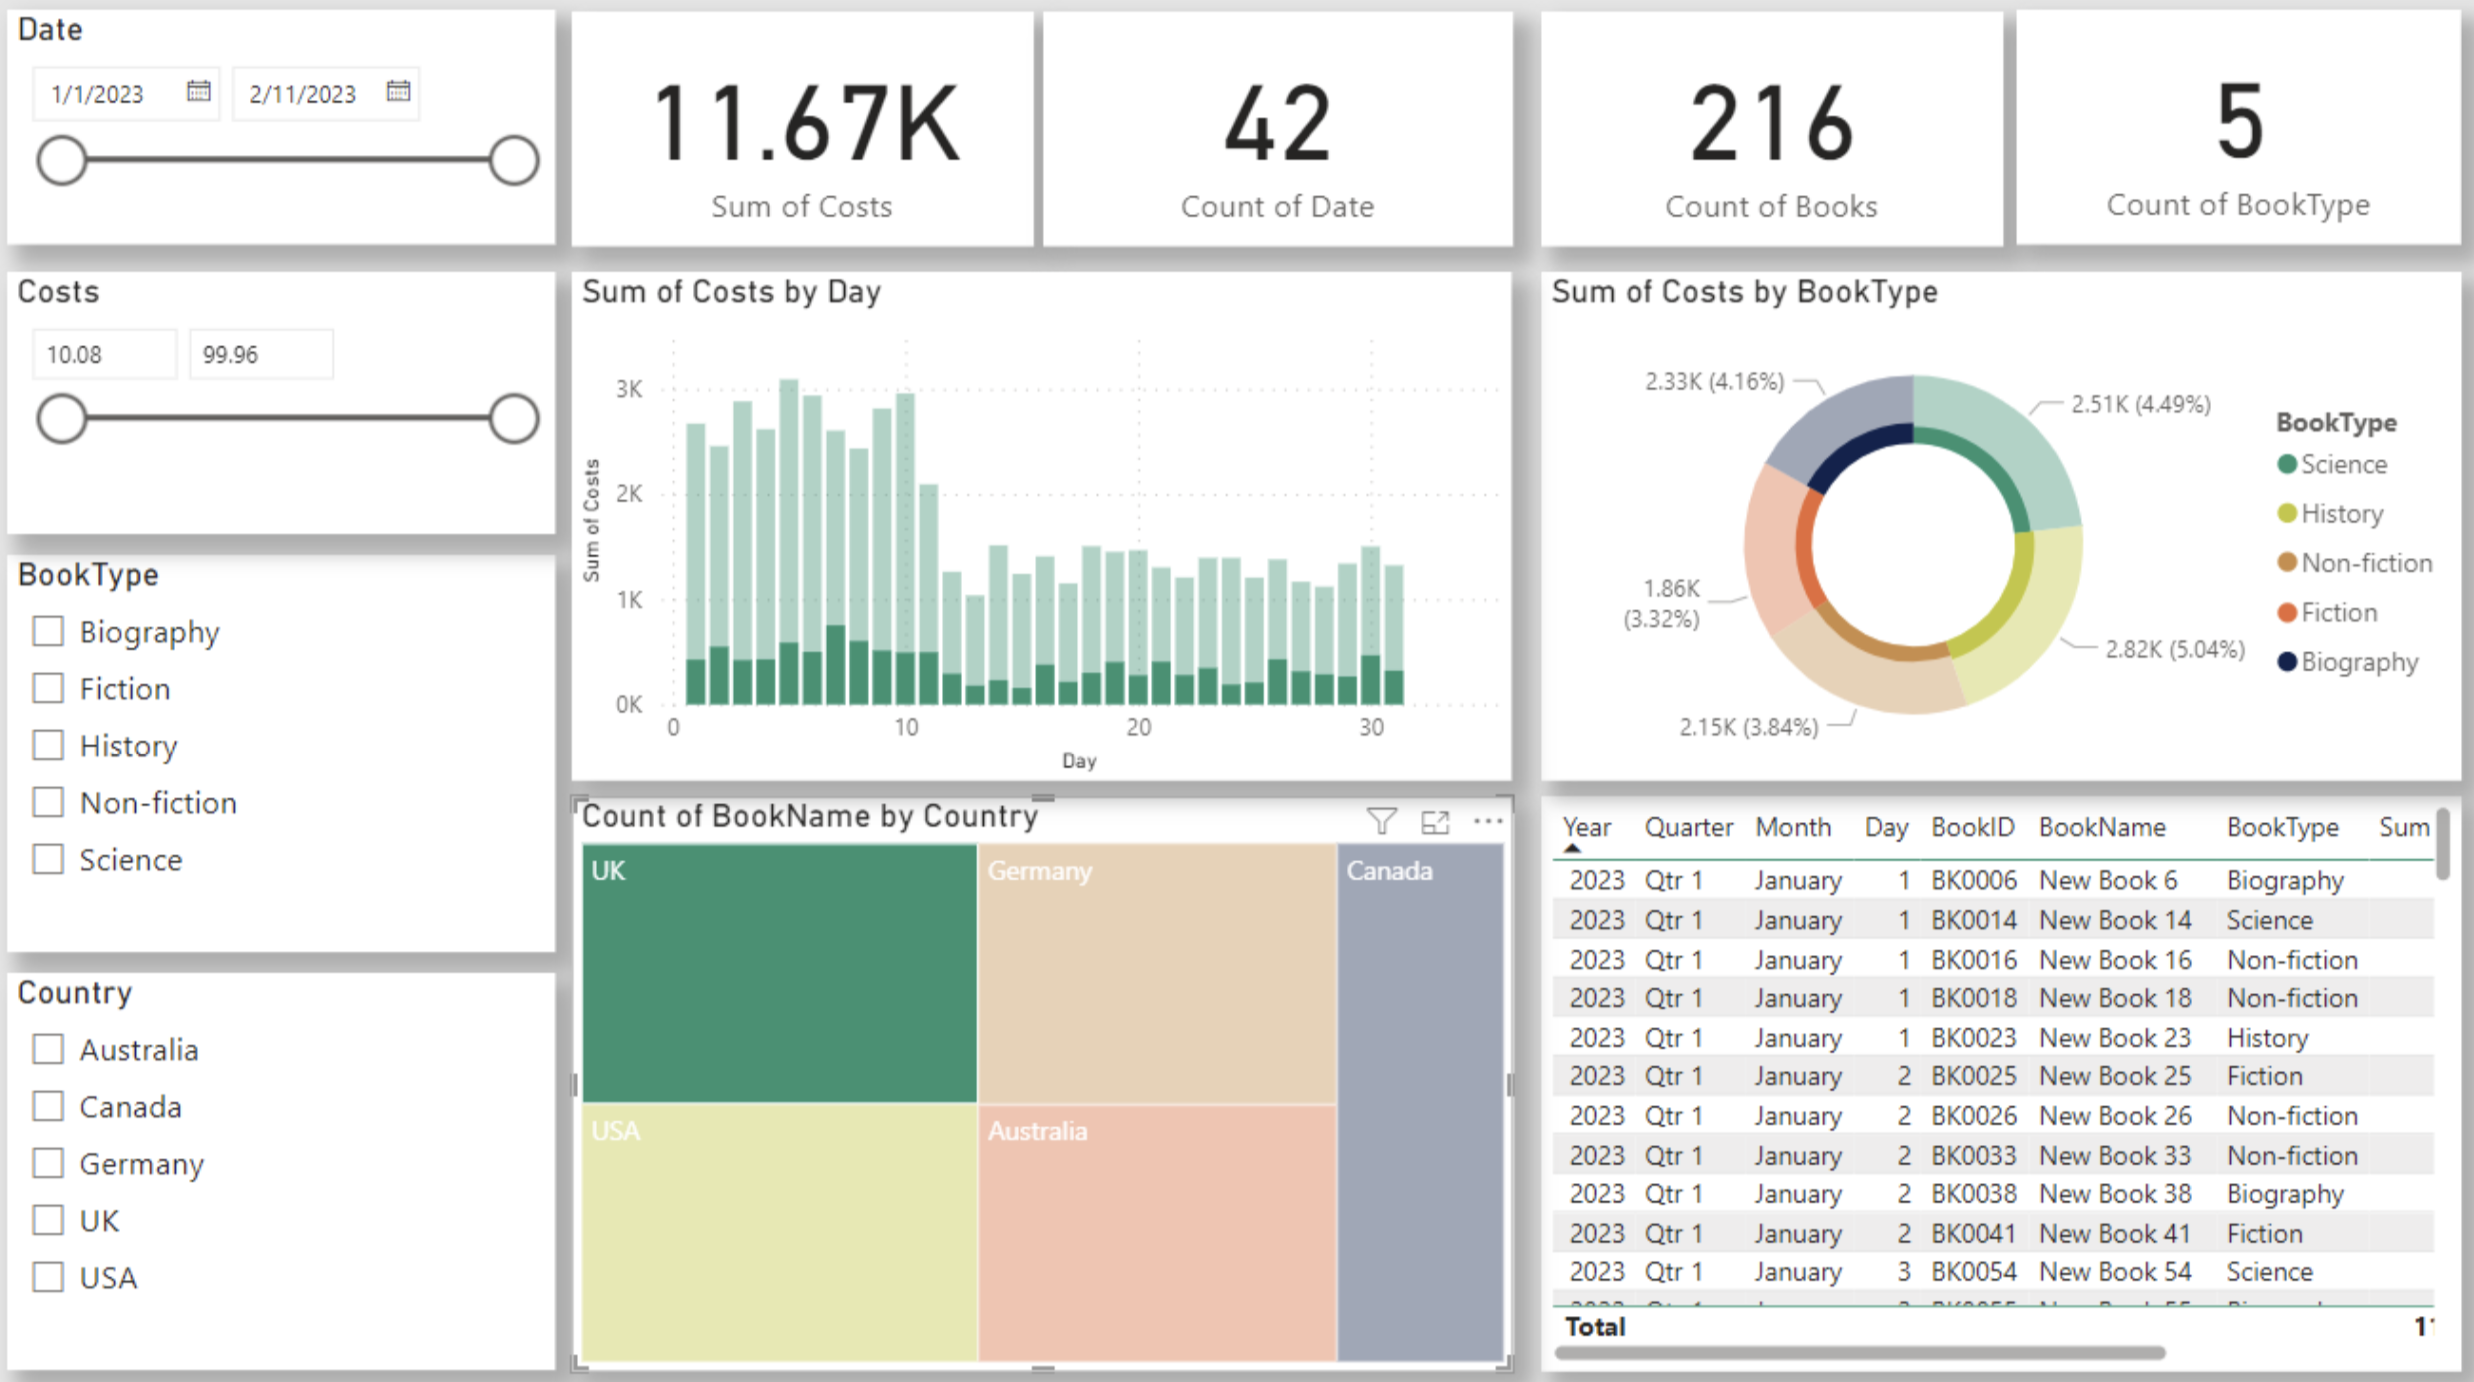 Date
1/1/2023 2/11/2023
11.67K
Sum of Costs
42
Count of Date
216
Count of Books
5
Count of BookType
Costs
10.08 99.96
BookType
Biography
Fiction
History
Non-fiction
Science
Country
Australia
Canada
Germany
UK
USA
Sum of Costs by Day
Sum of Costs
3K
2K
1K
0K
0 10 20 30
Day
Sum of Costs by BookType
2.33K (4.16%)
2.51K (4.49%)
1.86K
(3.32%)
2.82K (5.04%)
2.15K (3.84%)
BookType
Science
History
Non-fiction
Fiction
Biography
Count of BookName by Country
UK
Germany
Canada
USA
Australia
Year Quarter Month Day BookID BookName BookType Sum
2023 Qtr 1 January 1 BK0006 New Book 6 Biography
2023 Qtr 1 January 1 BK0014 New Book 14 Science
2023 Qtr 1 January 1 BK0016 New Book 16 Non-fiction
2023 Qtr 1 January 1 BK0018 New Book 18 Non-fiction
2023 Qtr 1 January 1 BK0023 New Book 23 History
2023 Qtr 1 January 2 BK0025 New Book 25 Fiction
2023 Qtr 1 January 2 BK0026 New Book 26 Non-fiction
2023 Qtr 1 January 2 BK0033 New Book 33 Non-fiction
2023 Qtr 1 January 2 BK0038 New Book 38 Biography
2023 Qtr 1 January 2 BK0041 New Book 41 Fiction
2023 Qtr 1 January 3 BK0054 New Book 54 Science
Total